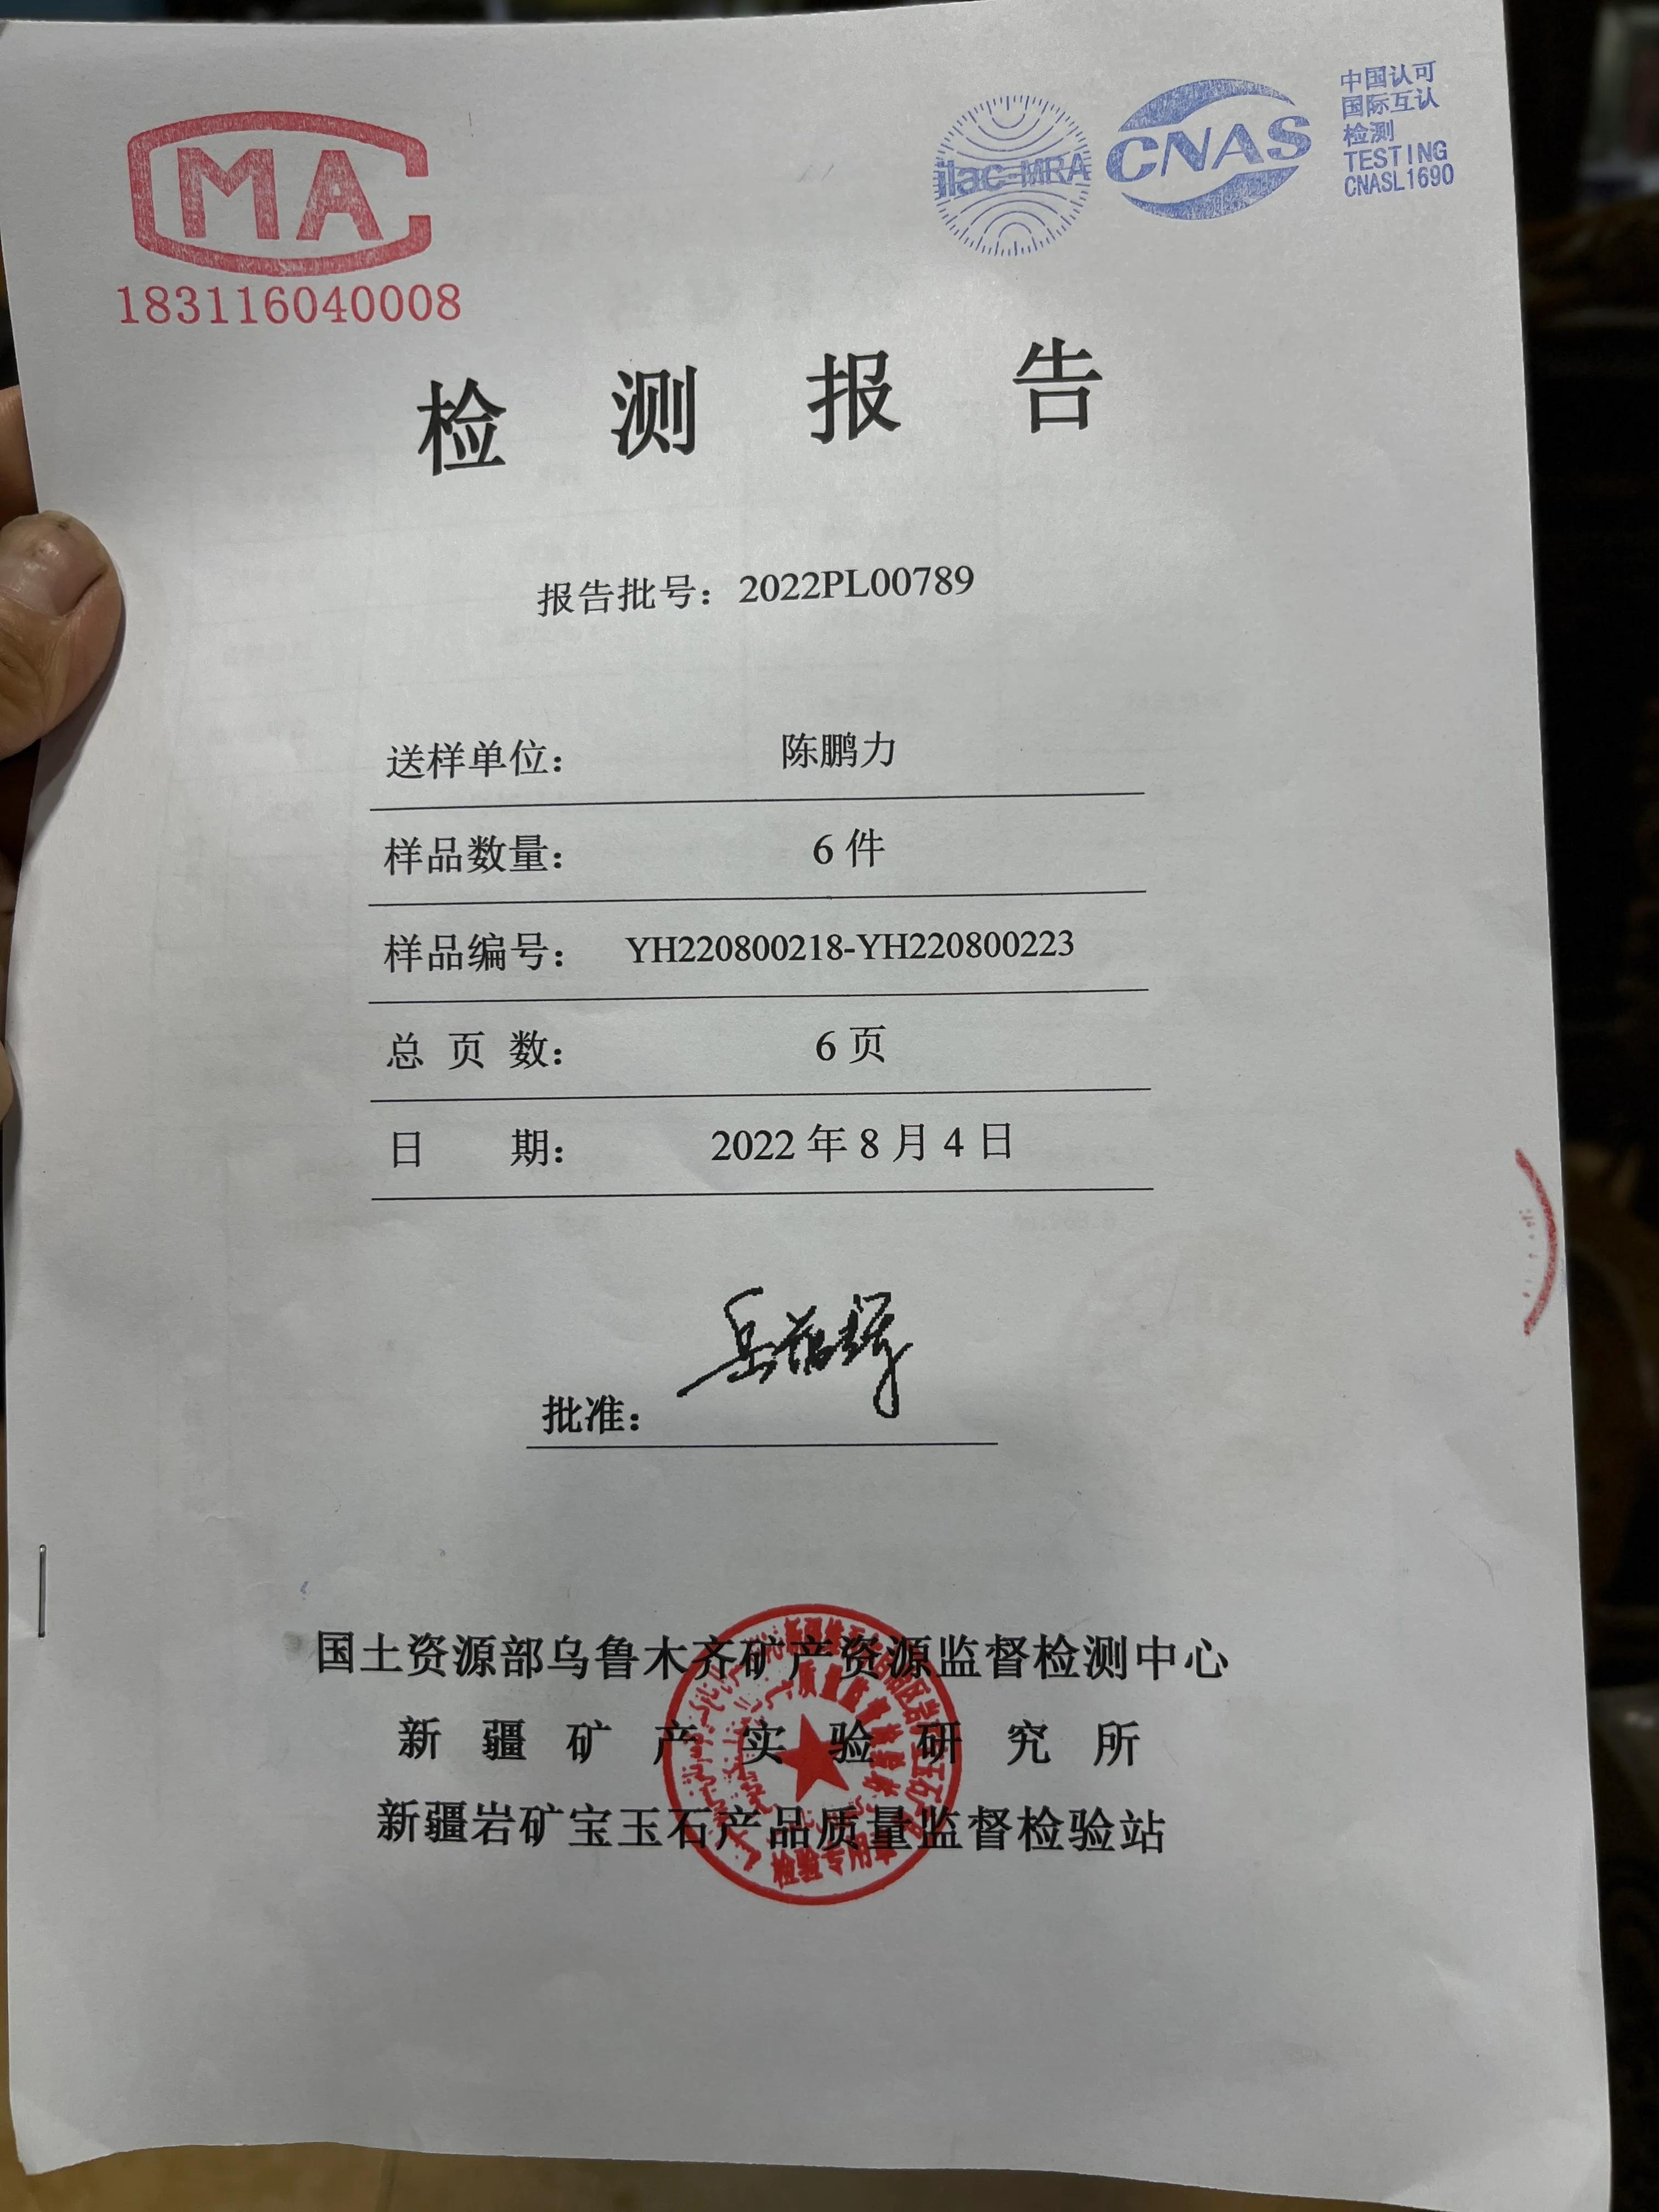 MA
183116040008
ilac-MRA
CNAS
中国认可
国际互认
检测
TESTING
CNASL1690
检测报告
报告批号：2022PL00789
送样单位： 陈鹏力
样品数量： 6 件
样品编号： YH220800218-YH220800223
总 页 数： 6 页
日 期： 2022 年 8 月 4 日
批准：
国土资源部乌鲁木齐矿产资源监督检测中心
新疆矿产实验研究所
新疆岩矿宝玉石产品质量监督检验站
检验专用章